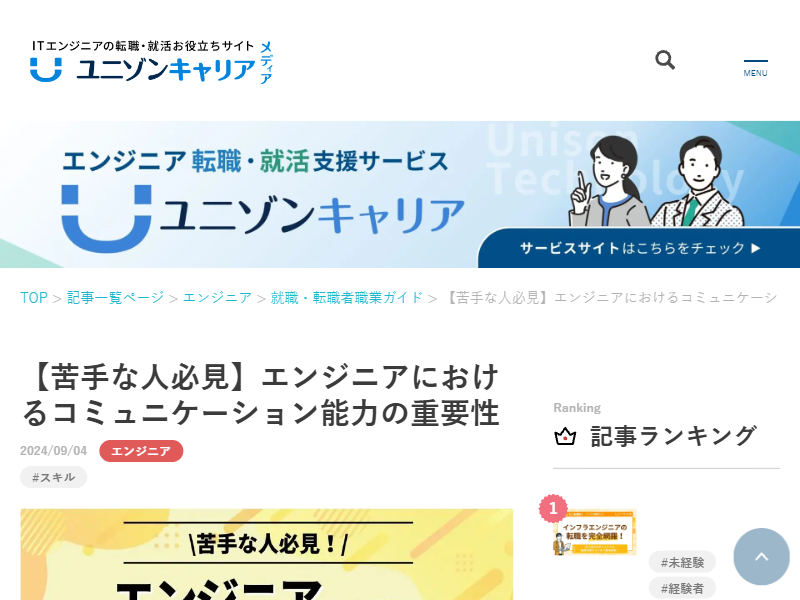 ITエンジニアの転職・就活お役立ちサイト
ユニゾンキャリア
メディア
MENU
Unison
Technology
エンジニア転職・就活支援サービス
ユニゾンキャリア
サービスサイトはこちらをチェック ▶
TOP > 記事一覧ページ > エンジニア > 就職・転職者職業ガイド > 【苦手な人必見】エンジニアにおけるコミュニケーシ
【苦手な人必見】エンジニアにおけ
るコミュニケーション能力の重要性
2024/09/04 エンジニア
#スキル
\苦手な人必見！/
エンジニア
Ranking
記事ランキング
1
インフラエンジニアの
転職を完全網羅！
#未経験
#経験者